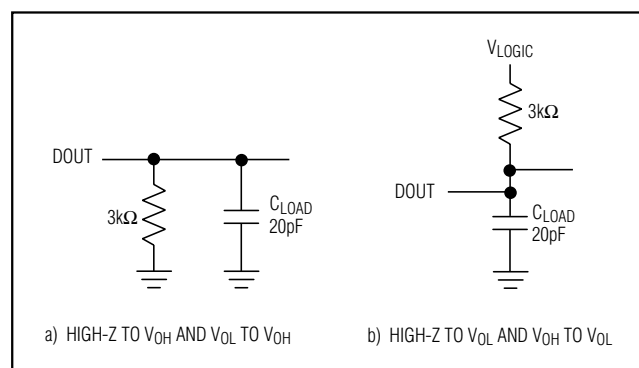 DOUT
3kΩ
CLOAD
20pF
a) HIGH-Z TO VOH AND VOL TO VOH
VLOGIC
3kΩ
DOUT
CLOAD
20pF
b) HIGH-Z TO VOL AND VOH TO VOL